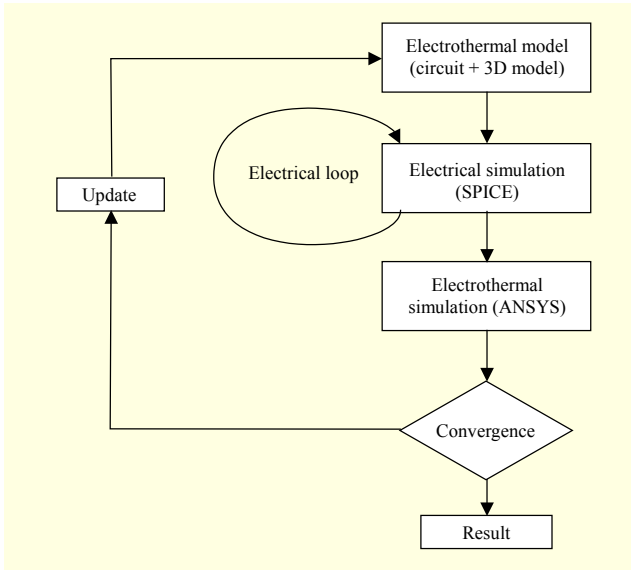 Electrothermal model
(circuit + 3D model)
Electrical loop
Electrical simulation
(SPICE)
Update
Electrothermal
simulation (ANSYS)
Convergence
Result